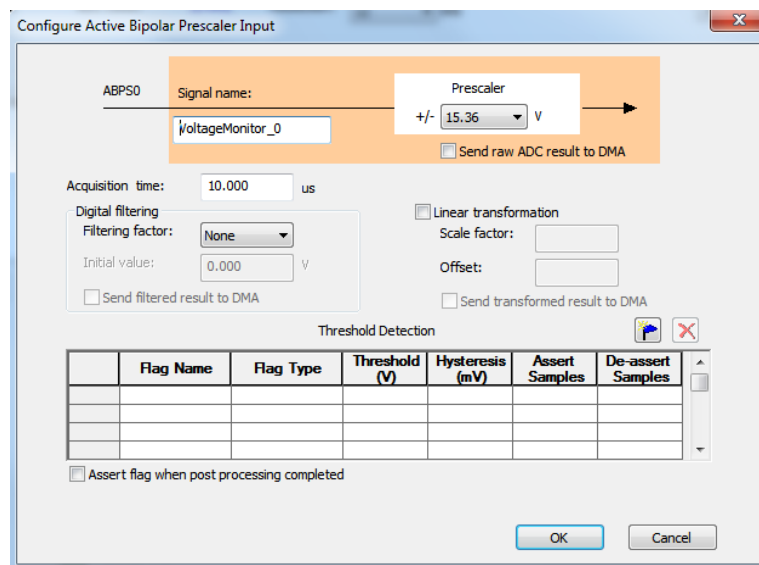 Configure Active Bipolar Prescaler Input
ABPS0
Signal name:
Prescaler
VoltageMonitor_0
+/- 15.36 V
Send raw ADC result to DMA
Acquisition time: 10.000 us
Digital filtering
Linear transformation
Filtering factor: None
Scale factor:
Initial value: 0.000 V
Offset:
Send filtered result to DMA
Send transformed result to DMA
Threshold Detection
Flag Name Flag Type Threshold (V) Hysteresis (mV) Assert Samples De-assert Samples
Assert flag when post processing completed
OK Cancel